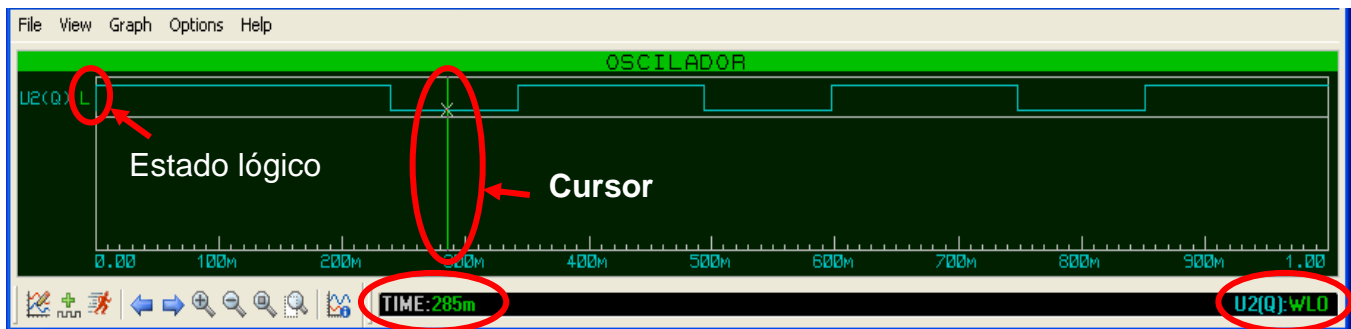 File View Graph Options Help
OSCILADOR
U2(Q) L
Estado lógico
Cursor
0.00 100m 200m 300m 400m 500m 600m 700m 800m 900m 1.00
TIME:285m U2(Q):WLO